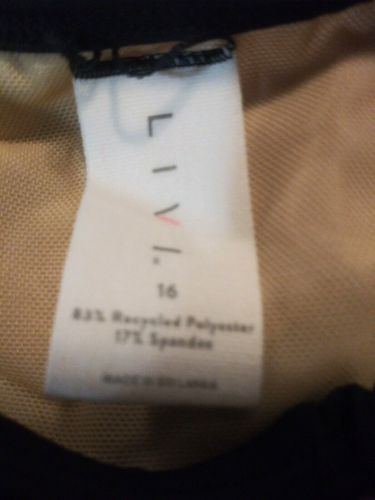 LIVI.
16
83% Recycled Polyester
17% Spandex
MADE IN SRI LANKA